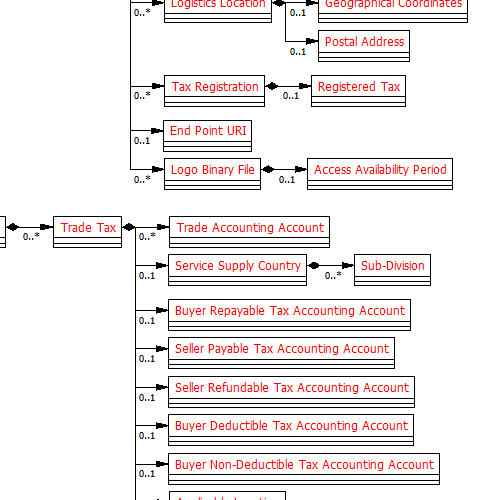 Logistics Location
Geographical Coordinates
0..*
0..1
Postal Address
0..1
Tax Registration
Registered Tax
0..*
0..1
End Point URI
0..1
Logo Binary File
Access Availability Period
0..*
0..1
Trade Tax
Trade Accounting Account
0..*
0..*
Service Supply Country
Sub-Division
0..1
0..*
Buyer Repayable Tax Accounting Account
0..1
Seller Payable Tax Accounting Account
0..1
Seller Refundable Tax Accounting Account
0..1
Buyer Deductible Tax Accounting Account
0..1
Buyer Non-Deductible Tax Accounting Account
0..1